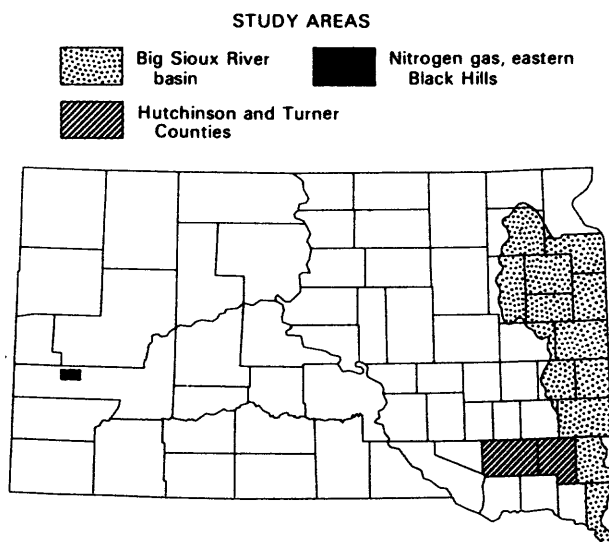 STUDY AREAS
Big Sioux River
basin
Nitrogen gas, eastern
Black Hills
Hutchinson and Turner
Counties